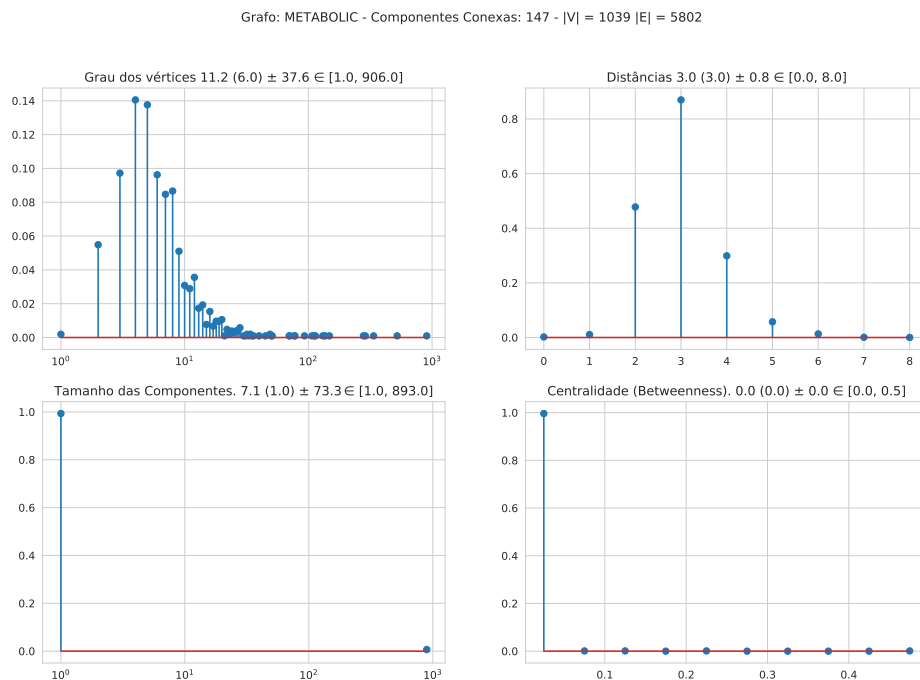 Grafo: METABOLIC - Componentes Conexas: 147 - |V| = 1039 |E| = 5802
Grau dos vértices 11.2 (6.0) ± 37.6 ∈ [1.0, 906.0]
0.14
0.12
0.10
0.08
0.06
0.04
0.02
0.00
10⁰ 10¹ 10² 10³
Distâncias 3.0 (3.0) ± 0.8 ∈ [0.0, 8.0]
0.8
0.6
0.4
0.2
0.0
0 1 2 3 4 5 6 7 8
Tamanho das Componentes. 7.1 (1.0) ± 73.3∈ [1.0, 893.0]
1.0
0.8
0.6
0.4
0.2
0.0
10⁰ 10¹ 10² 10³
Centralidade (Betweenness). 0.0 (0.0) ± 0.0 ∈ [0.0, 0.5]
1.0
0.8
0.6
0.4
0.2
0.0
0.1 0.2 0.3 0.4